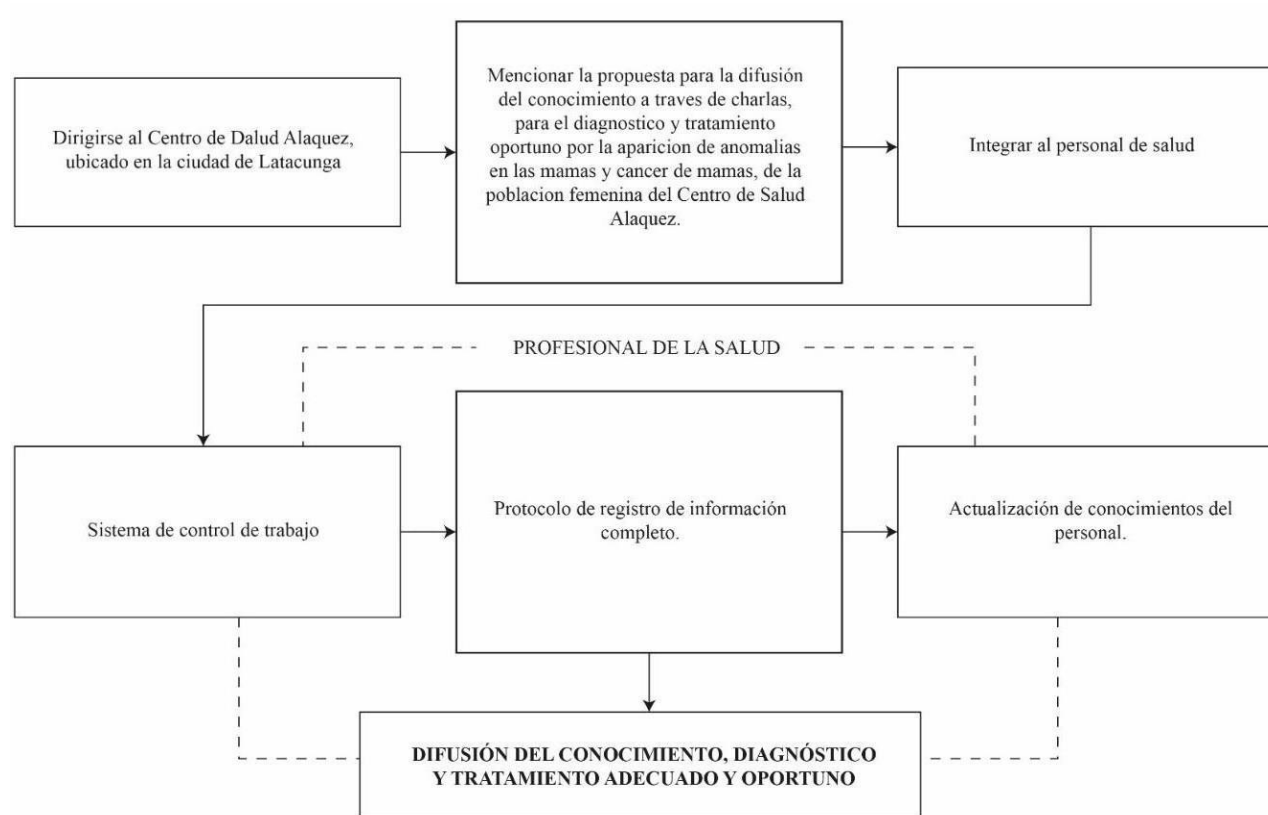 Dirigirse al Centro de Dalud Alaquez,
ubicado en la ciudad de Latacunga
Mencionar la propuesta para la difusión
del conocimiento a traves de charlas,
para el diagnostico y tratamiento
oportuno por la aparicion de anomalias
en las mamas y cancer de mamas, de la
poblacion femenina del Centro de Salud
Alaquez.
Integrar al personal de salud
PROFESIONAL DE LA SALUD
Sistema de control de trabajo
Protocolo de registro de información
completo.
Actualización de conocimientos del
personal.
DIFUSIÓN DEL CONOCIMIENTO, DIAGNÓSTICO
Y TRATAMIENTO ADECUADO Y OPORTUNO